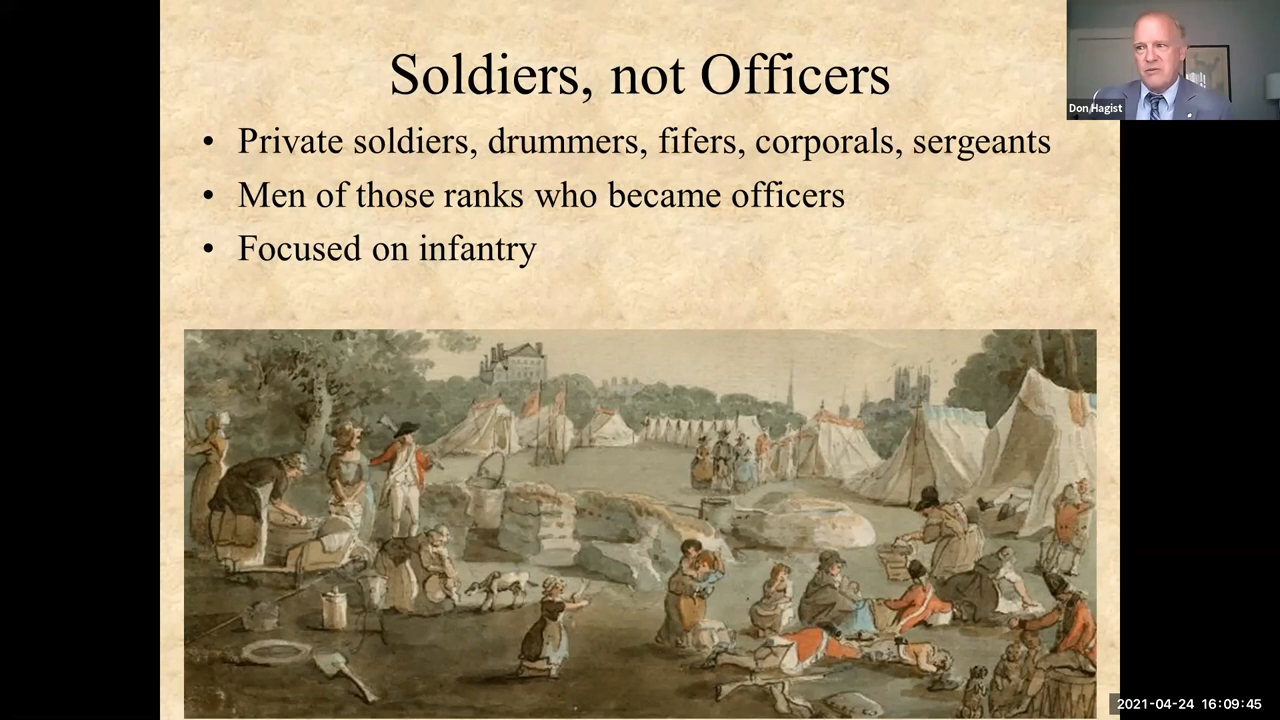 Soldiers, not Officers
• Private soldiers, drummers, fifers, corporals, sergeants
• Men of those ranks who became officers
• Focused on infantry
Don Hagist
2021-04-24 16:09:45